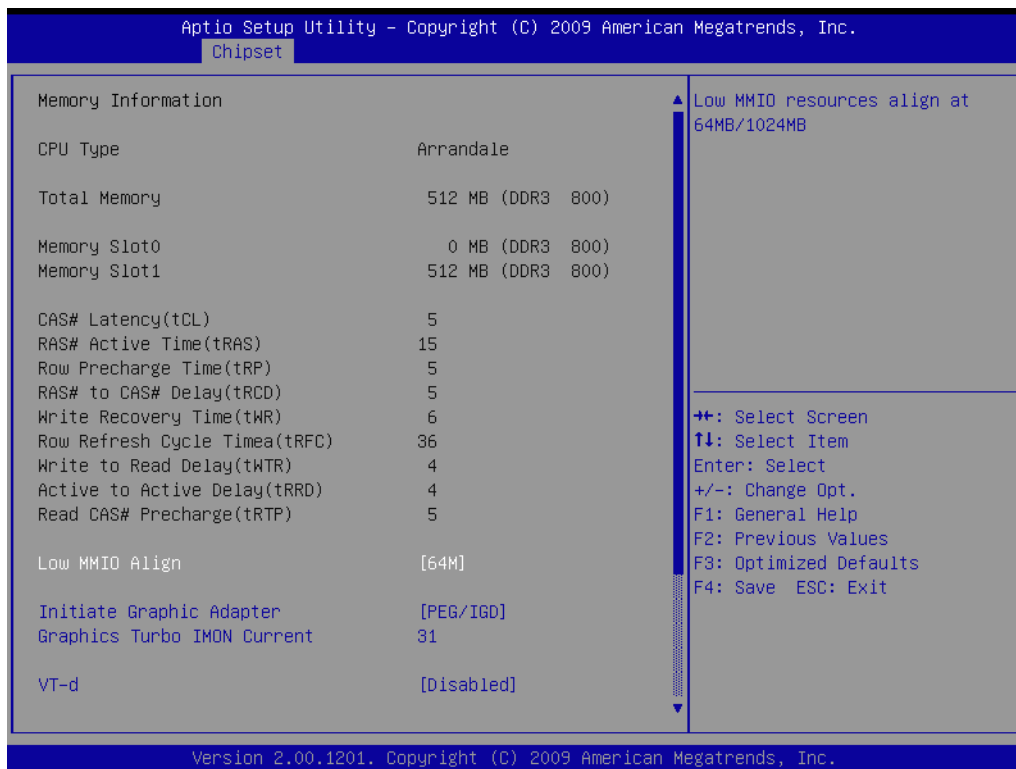 Aptio Setup Utility – Copyright (C) 2009 American Megatrends, Inc.
Chipset
Memory Information
CPU Type Arrandale
Total Memory 512 MB (DDR3 800)
Memory Slot0 0 MB (DDR3 800)
Memory Slot1 512 MB (DDR3 800)
CAS# Latency(tCL) 5
RAS# Active Time(tRAS) 15
Row Precharge Time(tRP) 5
RAS# to CAS# Delay(tRCD) 5
Write Recovery Time(tWR) 6
Row Refresh Cycle Timea(tRFC) 36
Write to Read Delay(tWTR) 4
Active to Active Delay(tRRD) 4
Read CAS# Precharge(tRTP) 5
Low MMIO Align [64M]
Initiate Graphic Adapter [PEG/IGD]
Graphics Turbo IMON Current 31
VT-d [Disabled]
Low MMIO resources align at
64MB/1024MB
→←: Select Screen
↑↓: Select Item
Enter: Select
+/-: Change Opt.
F1: General Help
F2: Previous Values
F3: Optimized Defaults
F4: Save ESC: Exit
Version 2.00.1201. Copyright (C) 2009 American Megatrends, Inc.